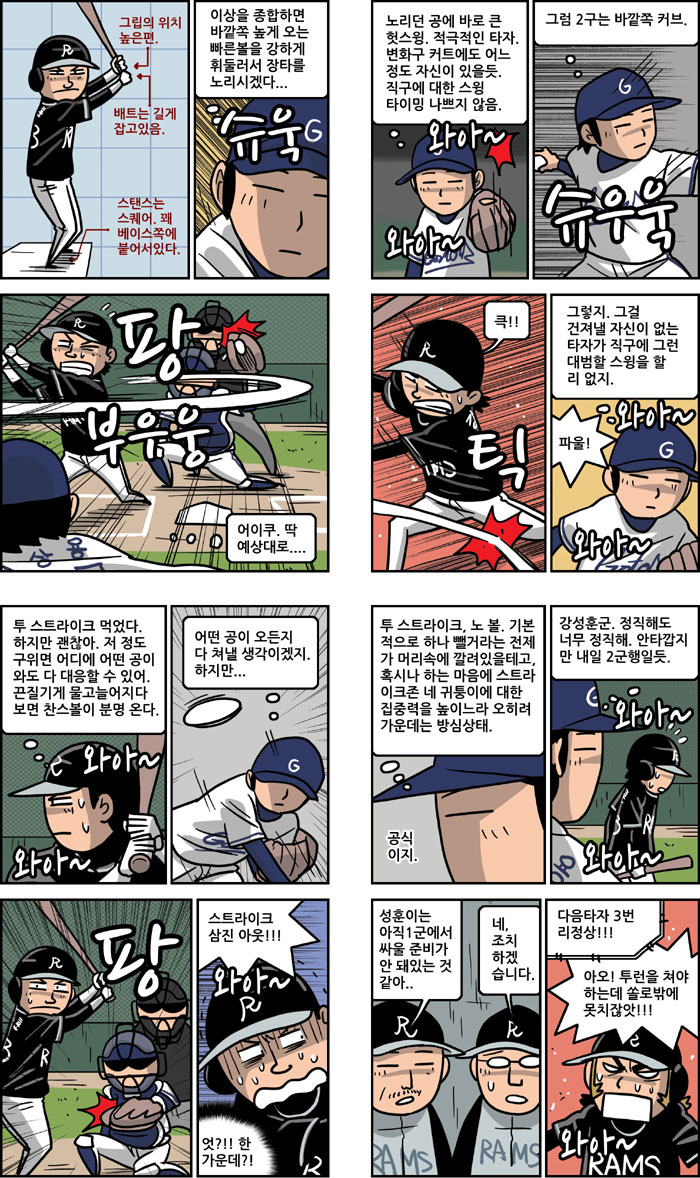 그립의 위치
높은편.
배트는 길게
잡고있음.
스탠스는
스퀘어. 꽤
베이스쪽에
붙어서있다.
R
이상을 종합하면
바깥쪽 높게 오는
빠른볼을 강하게
휘둘러서 장타를
노리시겠다...
슈욱
G
노리던 공에 바로 큰
헛스윙. 적극적인 타자.
변화구 커트에도 어느
정도 자신이 있을듯.
직구에 대한 스윙
타이밍 나쁘지 않음.
와아~
와아~
그럼 2구는 바깥쪽 커브.
G
슈우욱
R
팡
부우웅
어이쿠. 딱
예상대로....
큭!!
R
틱
그렇지. 그걸
건져낼 자신이 없는
타자가 직구에 그런
대범할 스윙을 할
리 없지.
와아~
파울!
G
와아~
투 스트라이크 먹었다.
하지만 괜찮아. 저 정도
구위면 어디에 어떤 공이
와도 다 대응할 수 있어.
끈질기게 물고늘어지다
보면 찬스볼이 분명 온다.
와아~
와아~
어떤 공이 오든지
다 쳐낼 생각이겠지.
하지만...
G
투 스트라이크, 노 볼. 기본
적으로 하나 뺄거라는 전제
가 머리속에 깔려있을테고,
혹시나 하는 마음에 스트라
이크존 네 귀퉁이에 대한
집중력을 높이느라 오히려
가운데는 방심상태.
공식
이지.
강성훈군. 정직해도
너무 정직해. 안타깝지
만 내일 2군행일듯.
와아~
와아~
R
팡
스트라이크
삼진 아웃!!!
와아~
R
엇?!! 한
가운데?!
성훈이는
아직1군에서
싸울 준비가
안 돼있는 것
같아..
네,
조치
하겠
습니다.
R
R
RAMS
RAMS
다음타자 3번
리정상!!!
아오! 투런을 쳐야
하는데 쏠로밖에
못치잖앗!!!
와아~
RAMS